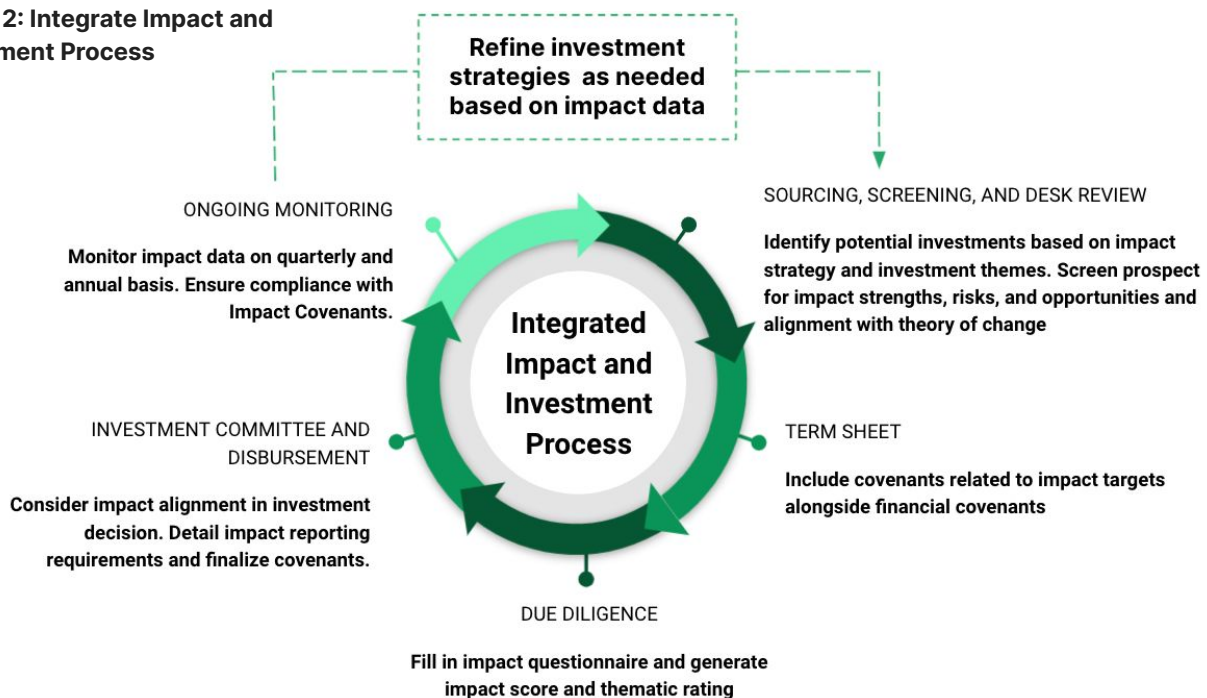 2: Integrate Impact and
ment Process
Refine investment
strategies as needed
based on impact data
ONGOING MONITORING
Monitor impact data on quarterly and
annual basis. Ensure compliance with
Impact Covenants.
SOURCING, SCREENING, AND DESK REVIEW
Identify potential investments based on impact
strategy and investment themes. Screen prospect
for impact strengths, risks, and opportunities and
alignment with theory of change
Integrated
Impact and
Investment
Process
INVESTMENT COMMITTEE AND
DISBURSEMENT
Consider impact alignment in investment
decision. Detail impact reporting
requirements and finalize covenants.
TERM SHEET
Include covenants related to impact targets
alongside financial covenants
DUE DILIGENCE
Fill in impact questionnaire and generate
impact score and thematic rating